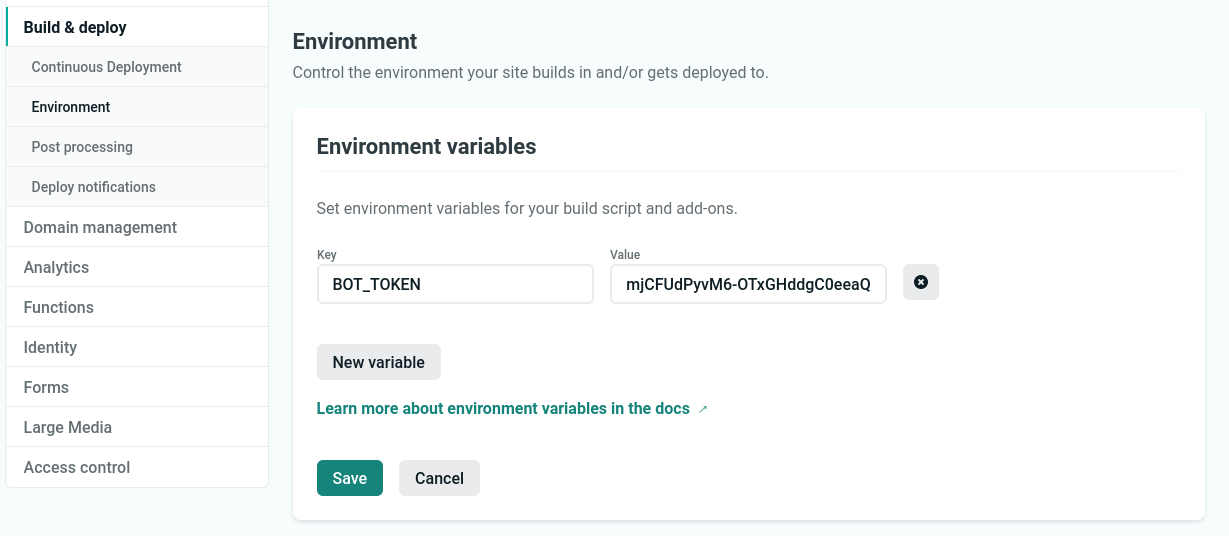 Build & deploy
Continuous Deployment
Environment
Post processing
Deploy notifications
Domain management
Analytics
Functions
Identity
Forms
Large Media
Access control
Environment
Control the environment your site builds in and/or gets deployed to.
Environment variables
Set environment variables for your build script and add-ons.
Key Value
BOT_TOKEN mjCFUdPyvM6-OTxGHddgC0eeaQ
New variable
Learn more about environment variables in the docs ↗
Save Cancel